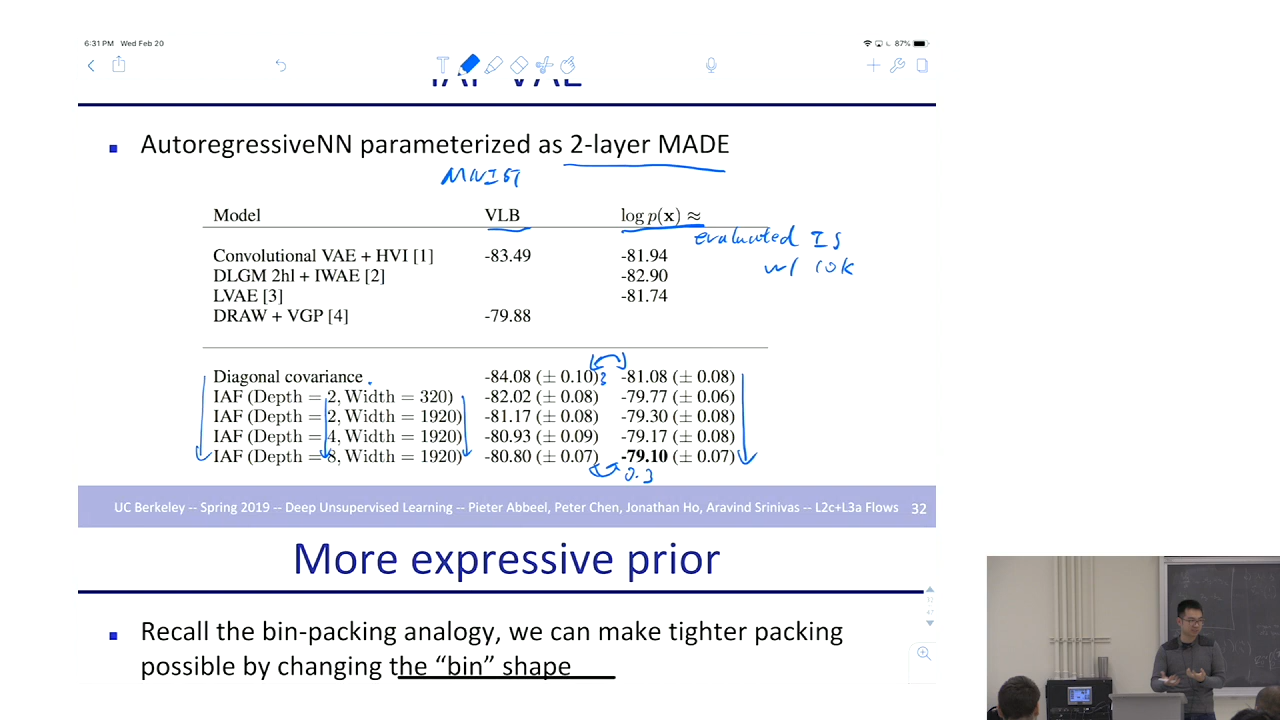 6:31 PM Wed Feb 20
87%
IAF VAE
AutoregressiveNN parameterized as 2-layer MADE
MNIST
Model VLB log p(x) ≈
evaluated IS
w/ 10K
Convolutional VAE + HVI [1] -83.49 -81.94
DLGM 2hl + IWAE [2] -82.90
LVAE [3] -81.74
DRAW + VGP [4] -79.88
Diagonal covariance -84.08 (± 0.10) 3 -81.08 (± 0.08)
IAF (Depth = 2, Width = 320) -82.02 (± 0.08) -79.77 (± 0.06)
IAF (Depth = 2, Width = 1920) -81.17 (± 0.08) -79.30 (± 0.08)
IAF (Depth = 4, Width = 1920) -80.93 (± 0.09) -79.17 (± 0.08)
IAF (Depth = 8, Width = 1920) -80.80 (± 0.07) -79.10 (± 0.07)
0.3
UC Berkeley -- Spring 2019 -- Deep Unsupervised Learning -- Pieter Abbeel, Peter Chen, Jonathan Ho, Aravind Srinivas -- L2c+L3a Flows 32
More expressive prior
Recall the bin-packing analogy, we can make tighter packing
possible by changing the “bin” shape